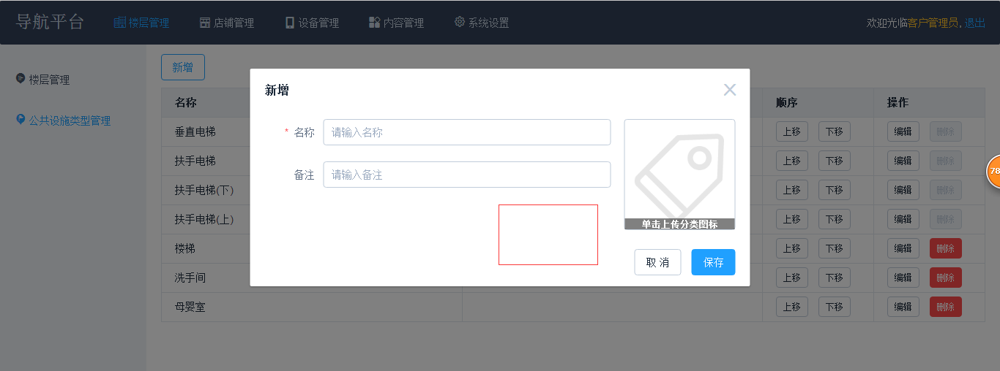 导航平台 楼层管理 店铺管理 设备管理 内容管理 系统设置 欢迎光临客户管理员, 退出
楼层管理
公共设施类型管理
新增
名称 顺序 操作
垂直电梯 上移 下移 编辑 删除
扶手电梯 上移 下移 编辑 删除
扶手电梯(下) 上移 下移 编辑 删除
扶手电梯(上) 上移 下移 编辑 删除
楼梯 上移 下移 编辑 删除
洗手间 上移 下移 编辑 删除
母婴室 上移 下移 编辑 删除
新增
* 名称 请输入名称
备注 请输入备注
单击上传分类图标
取 消 保存
78